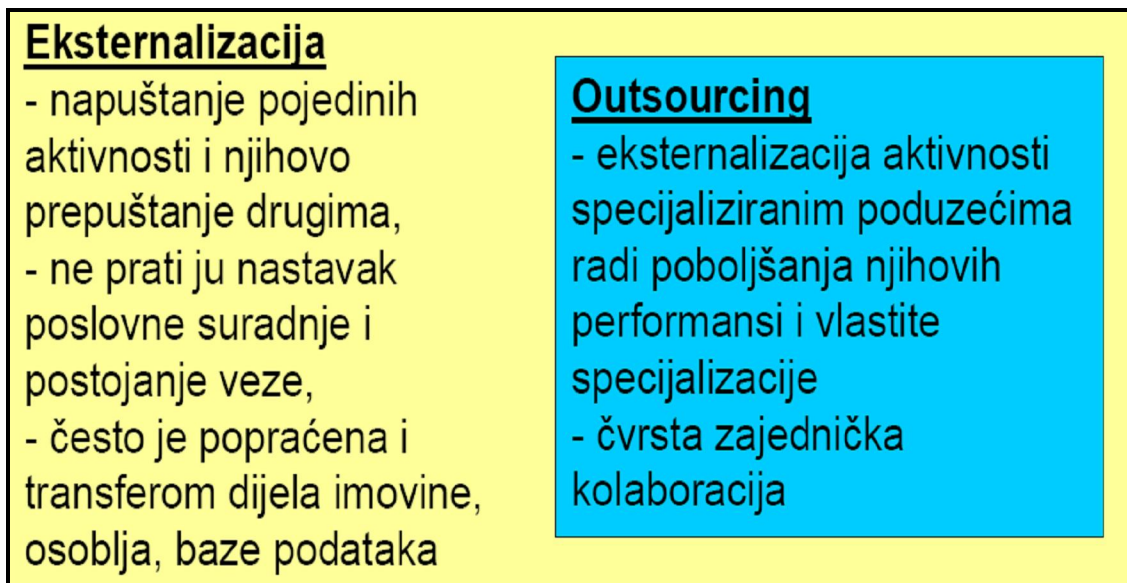 Eksternalizacija
- napuštanje pojedinih
aktivnosti i njihovo
prepuštanje drugima,
- ne prati ju nastavak
poslovne suradnje i
postojanje veze,
- često je popraćena i
transferom dijela imovine,
osoblja, baze podataka
Outsourcing
- eksternalizacija aktivnosti
specijaliziranim poduzećima
radi poboljšanja njihovih
performansi i vlastite
specijalizacije
- čvrsta zajednička
kolaboracija